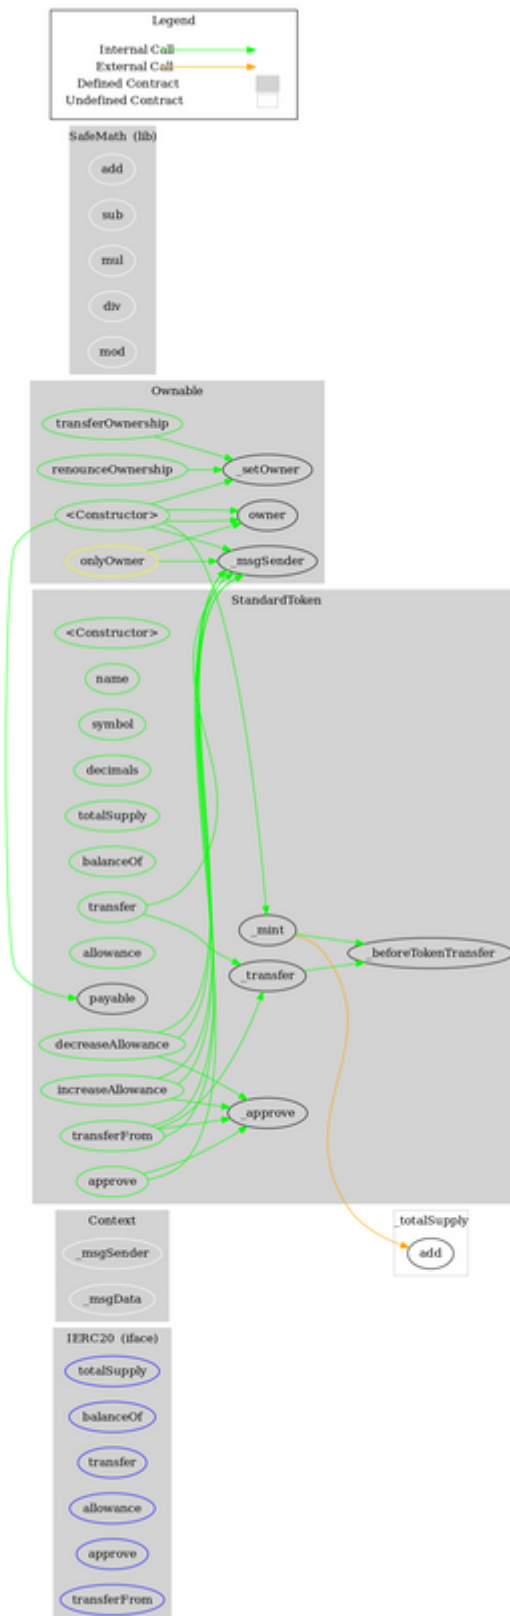 Legend
Internal Call
External Call
Defined Contract
Undefined Contract
SafeMath (lib)
add
sub
mul
div
mod
Ownable
transferOwnership
renounceOwnership
_setOwner
<Constructor>
owner
onlyOwner
_msgSender
StandardToken
<Constructor>
name
symbol
decimals
totalSupply
balanceOf
transfer
_mint
allowance
_beforeTokenTransfer
_transfer
payable
decreaseAllowance
increaseAllowance
_approve
transferFrom
approve
Context
_totalSupply
_msgSender
add
_msgData
IERC20 (iface)
totalSupply
balanceOf
transfer
allowance
approve
transferFrom